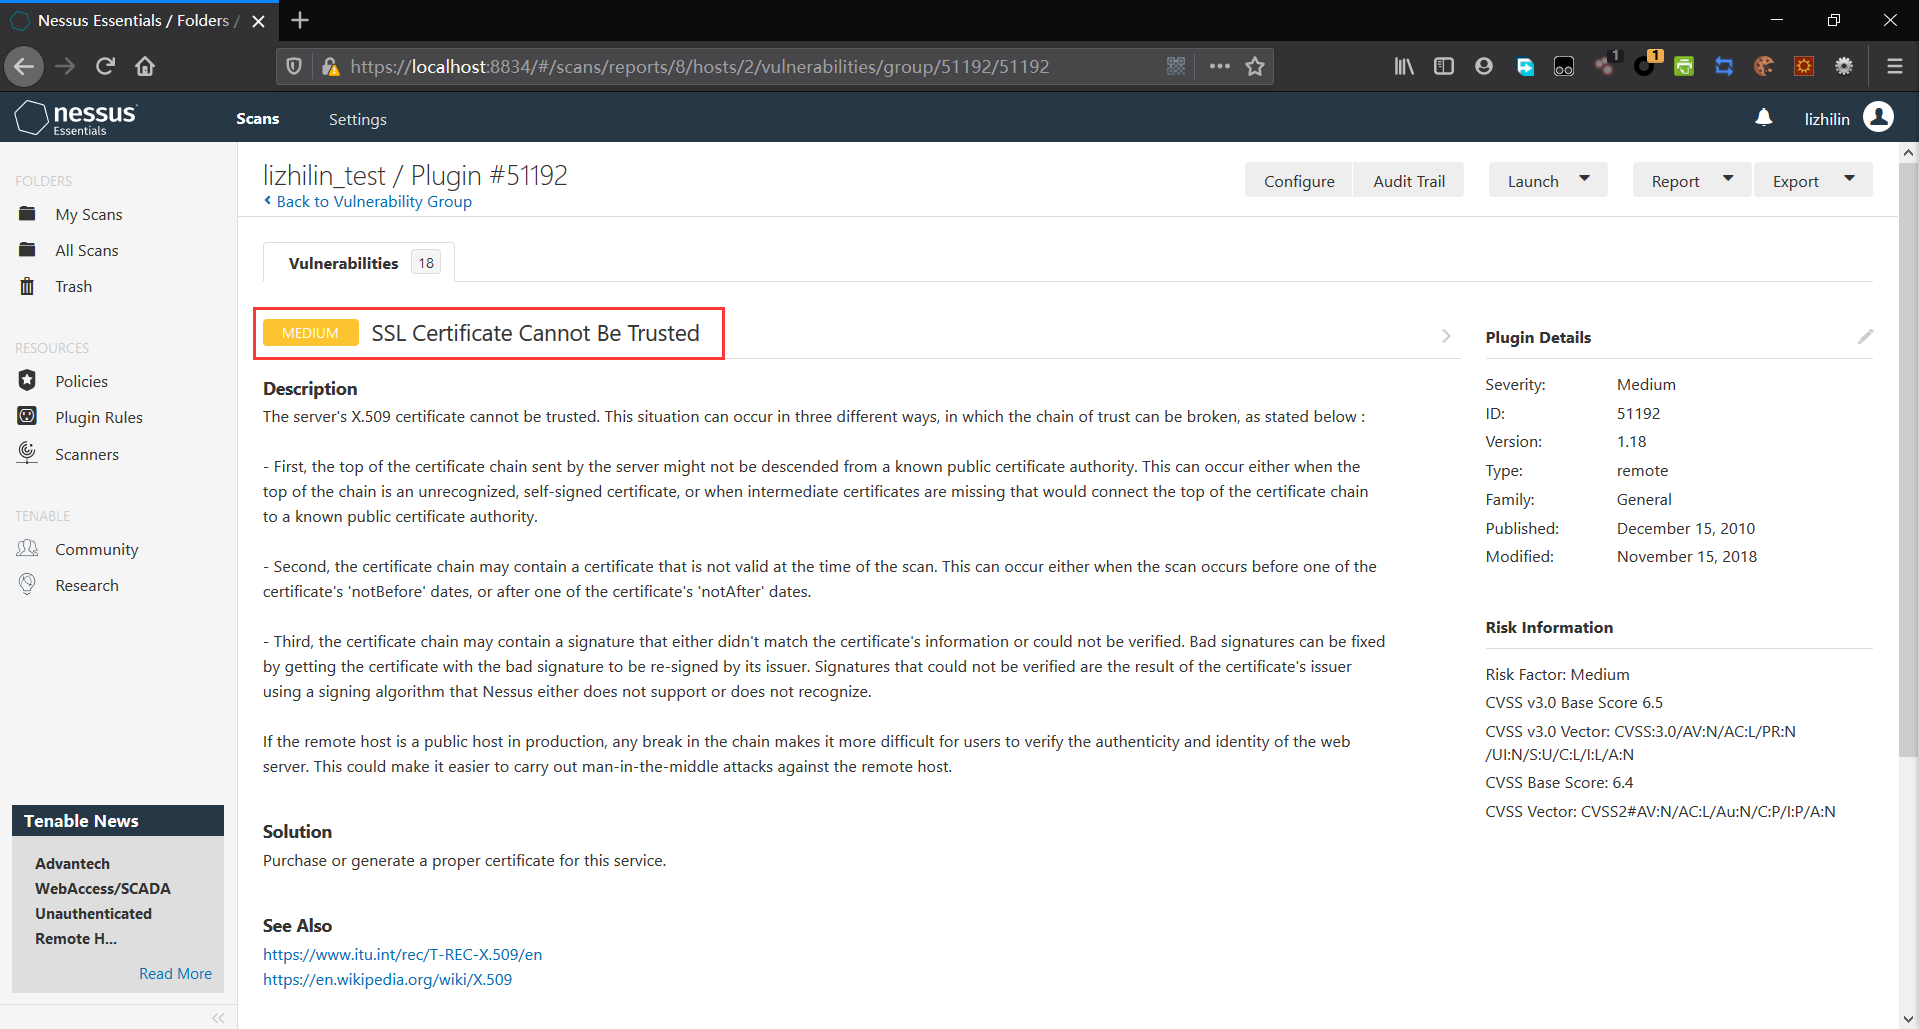 Nessus Essentials / Folders /
https://localhost:8834/#/scans/reports/8/hosts/2/vulnerabilities/group/51192/51192
1
1
nessus
Essentials
Scans
Settings
lizhilin
FOLDERS
My Scans
All Scans
Trash
RESOURCES
Policies
Plugin Rules
Scanners
TENABLE
Community
Research
Tenable News
Advantech
WebAccess/SCADA
Unauthenticated
Remote H...
Read More
lizhilin_test / Plugin #51192
Back to Vulnerability Group
Configure
Audit Trail
Launch
Report
Export
Vulnerabilities 18
MEDIUM SSL Certificate Cannot Be Trusted
Description
The server's X.509 certificate cannot be trusted. This situation can occur in three different ways, in which the chain of trust can be broken, as stated below :
- First, the top of the certificate chain sent by the server might not be descended from a known public certificate authority. This can occur either when the
top of the chain is an unrecognized, self-signed certificate, or when intermediate certificates are missing that would connect the top of the certificate chain
to a known public certificate authority.
- Second, the certificate chain may contain a certificate that is not valid at the time of the scan. This can occur either when the scan occurs before one of the
certificate's 'notBefore' dates, or after one of the certificate's 'notAfter' dates.
- Third, the certificate chain may contain a signature that either didn't match the certificate's information or could not be verified. Bad signatures can be fixed
by getting the certificate with the bad signature to be re-signed by its issuer. Signatures that could not be verified are the result of the certificate's issuer
using a signing algorithm that Nessus either does not support or does not recognize.
If the remote host is a public host in production, any break in the chain makes it more difficult for users to verify the authenticity and identity of the web
server. This could make it easier to carry out man-in-the-middle attacks against the remote host.
Solution
Purchase or generate a proper certificate for this service.
See Also
https://www.itu.int/rec/T-REC-X.509/en
https://en.wikipedia.org/wiki/X.509
Plugin Details
Severity: Medium
ID: 51192
Version: 1.18
Type: remote
Family: General
Published: December 15, 2010
Modified: November 15, 2018
Risk Information
Risk Factor: Medium
CVSS v3.0 Base Score 6.5
CVSS v3.0 Vector: CVSS:3.0/AV:N/AC:L/PR:N
/UI:N/S:U/C:L/I:L/A:N
CVSS Base Score: 6.4
CVSS Vector: CVSS2#AV:N/AC:L/Au:N/C:P/I:P/A:N